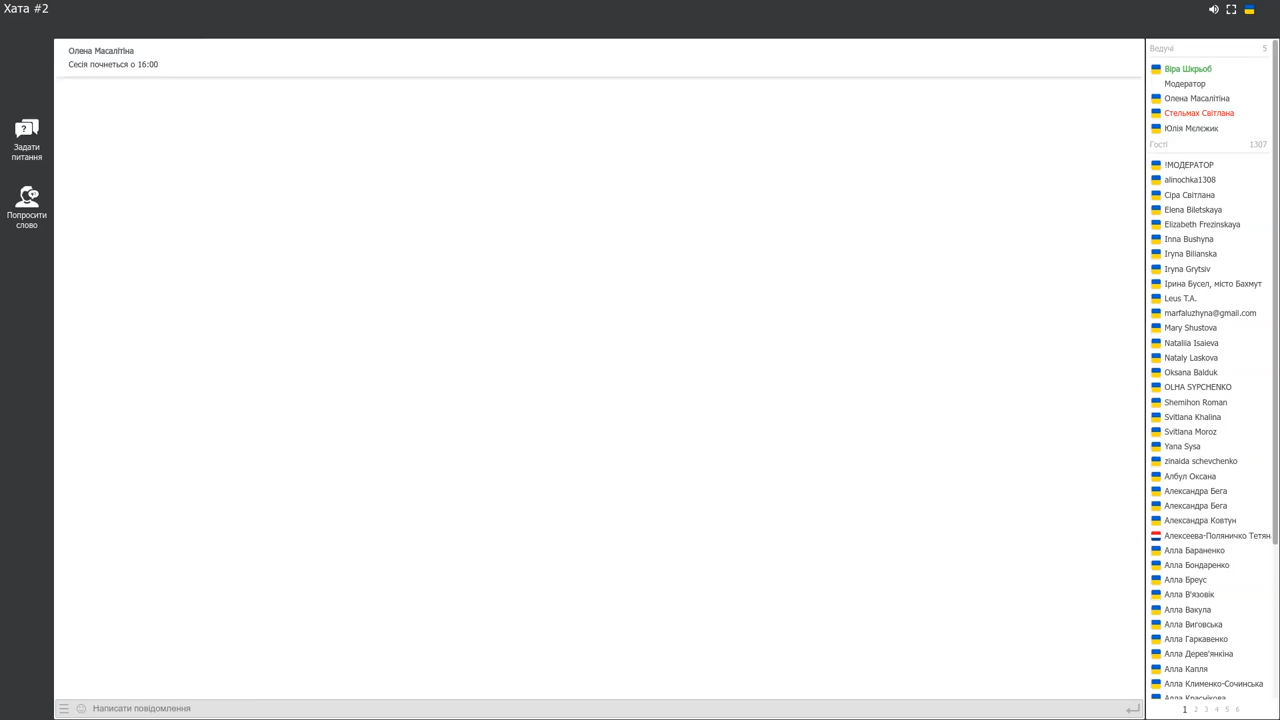 Хата #2
Олена Масалітіна
Сесія почнеться о 16:00
Задати
питання
Попросити
слово
Написати повідомлення
Ведучі 5
Віра Шкрьоб
Модератор
Олена Масалітіна
Стельмах Світлана
Юлія Мєлєжик
Гості 1307
!МОДЕРАТОР
alinochka1308
Cіра Світлана
Elena Biletskaya
Elizabeth Frezinskaya
Inna Bushyna
Iryna Bilianska
Iryna Grytsiv
Iрина Бусел, місто Бахмут
Leus T.A.
marfaluzhyna@gmail.com
Mary Shustova
Nataliia Isaieva
Nataly Laskova
Oksana Balduk
OLHA SYPCHENKO
Shemihon Roman
Svitlana Khalina
Svitlana Moroz
Yana Sysa
zinaida schevchenko
Албул Оксана
Александра Бега
Александра Бега
Александра Ковтун
Алексеева-Поляничко Тетян
Алла Бараненко
Алла Бондаренко
Алла Бреус
Алла В'язовік
Алла Вакула
Алла Виговська
Алла Гаркавенко
Алла Дерев'янкіна
Алла Капля
Алла Клименко-Сочинська
Алла Краснікова
1 2 3 4 5 6